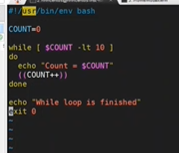 #!/usr/bin/env bash

COUNT=0

while [ $COUNT -lt 10 ]
do
  echo "Count = $COUNT"
  ((COUNT++))
done

echo "While loop is finished"
exit 0
~
~
~